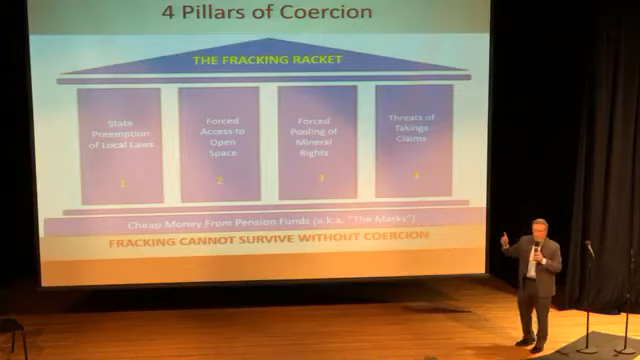 4 Pillars of Coercion
THE FRACKING RACKET
State
Preemption
of Local Laws
1
Forced
Access to
Open
Space
2
Forced
Pooling of
Mineral
Rights
3
Threats of
Takings
Claims
4
Cheap Money From Pension Funds (a.k.a. "The Marks")
FRACKING CANNOT SURVIVE WITHOUT COERCION